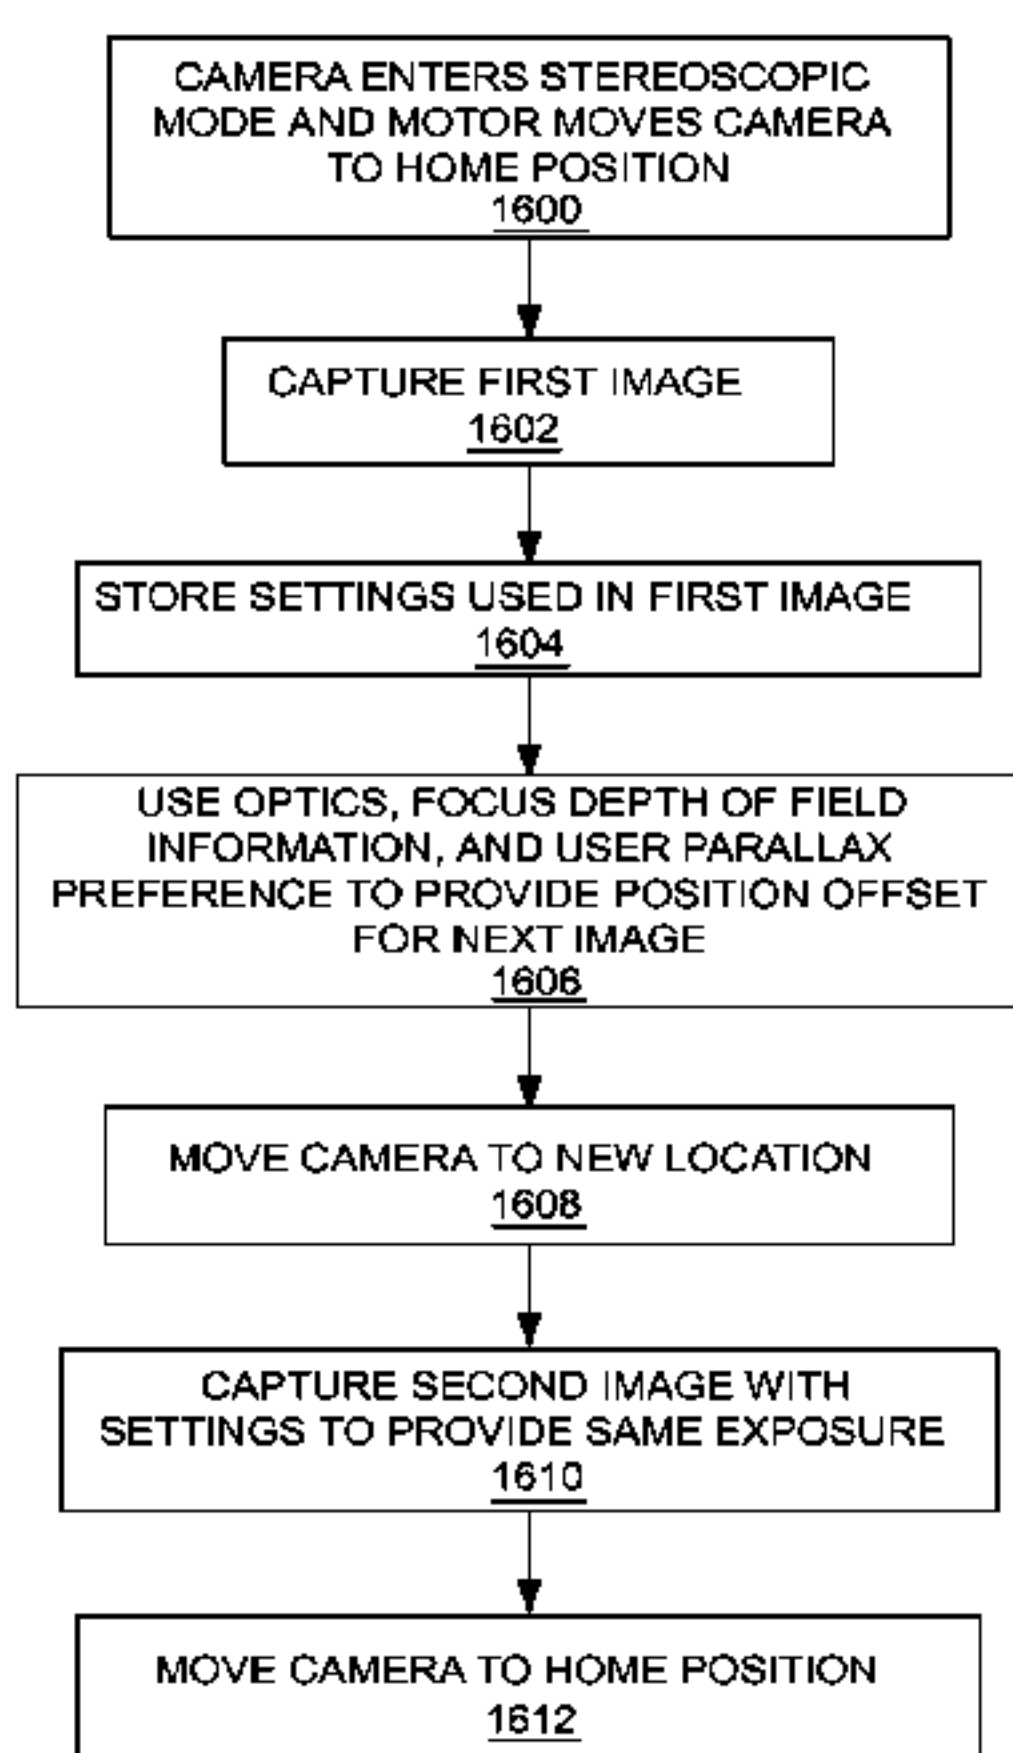 CAMERA ENTERS STEREOSCOPIC
MODE AND MOTOR MOVES CAMERA
TO HOME POSITION
1600
CAPTURE FIRST IMAGE
1602
STORE SETTINGS USED IN FIRST IMAGE
1604
USE OPTICS, FOCUS DEPTH OF FIELD
INFORMATION, AND USER PARALLAX
PREFERENCE TO PROVIDE POSITION OFFSET
FOR NEXT IMAGE
1606
MOVE CAMERA TO NEW LOCATION
1608
CAPTURE SECOND IMAGE WITH
SETTINGS TO PROVIDE SAME EXPOSURE
1610
MOVE CAMERA TO HOME POSITION
1612